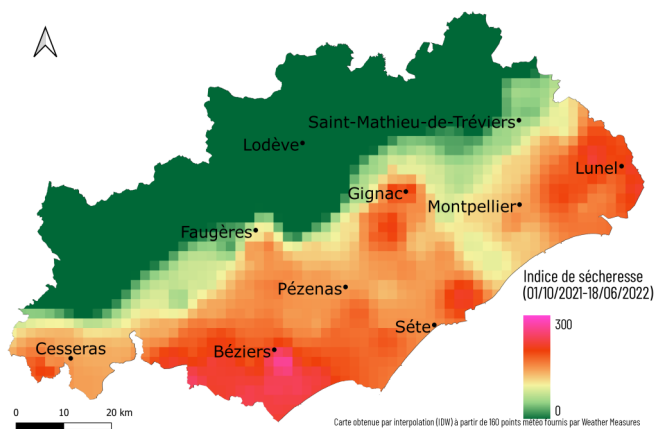 Saint-Mathieu-de-Tréviers
Lodève
Lunel
Gignac
Montpellier
Faugères
Indice de sécheresse
(01/10/2021-18/06/2022)
Pézenas
300
Séte
Cesseras
Béziers
0
0 10 20 km
Carte obtenue par interpolation (IDW) à partir de 160 points météo fournis par Weather Measures